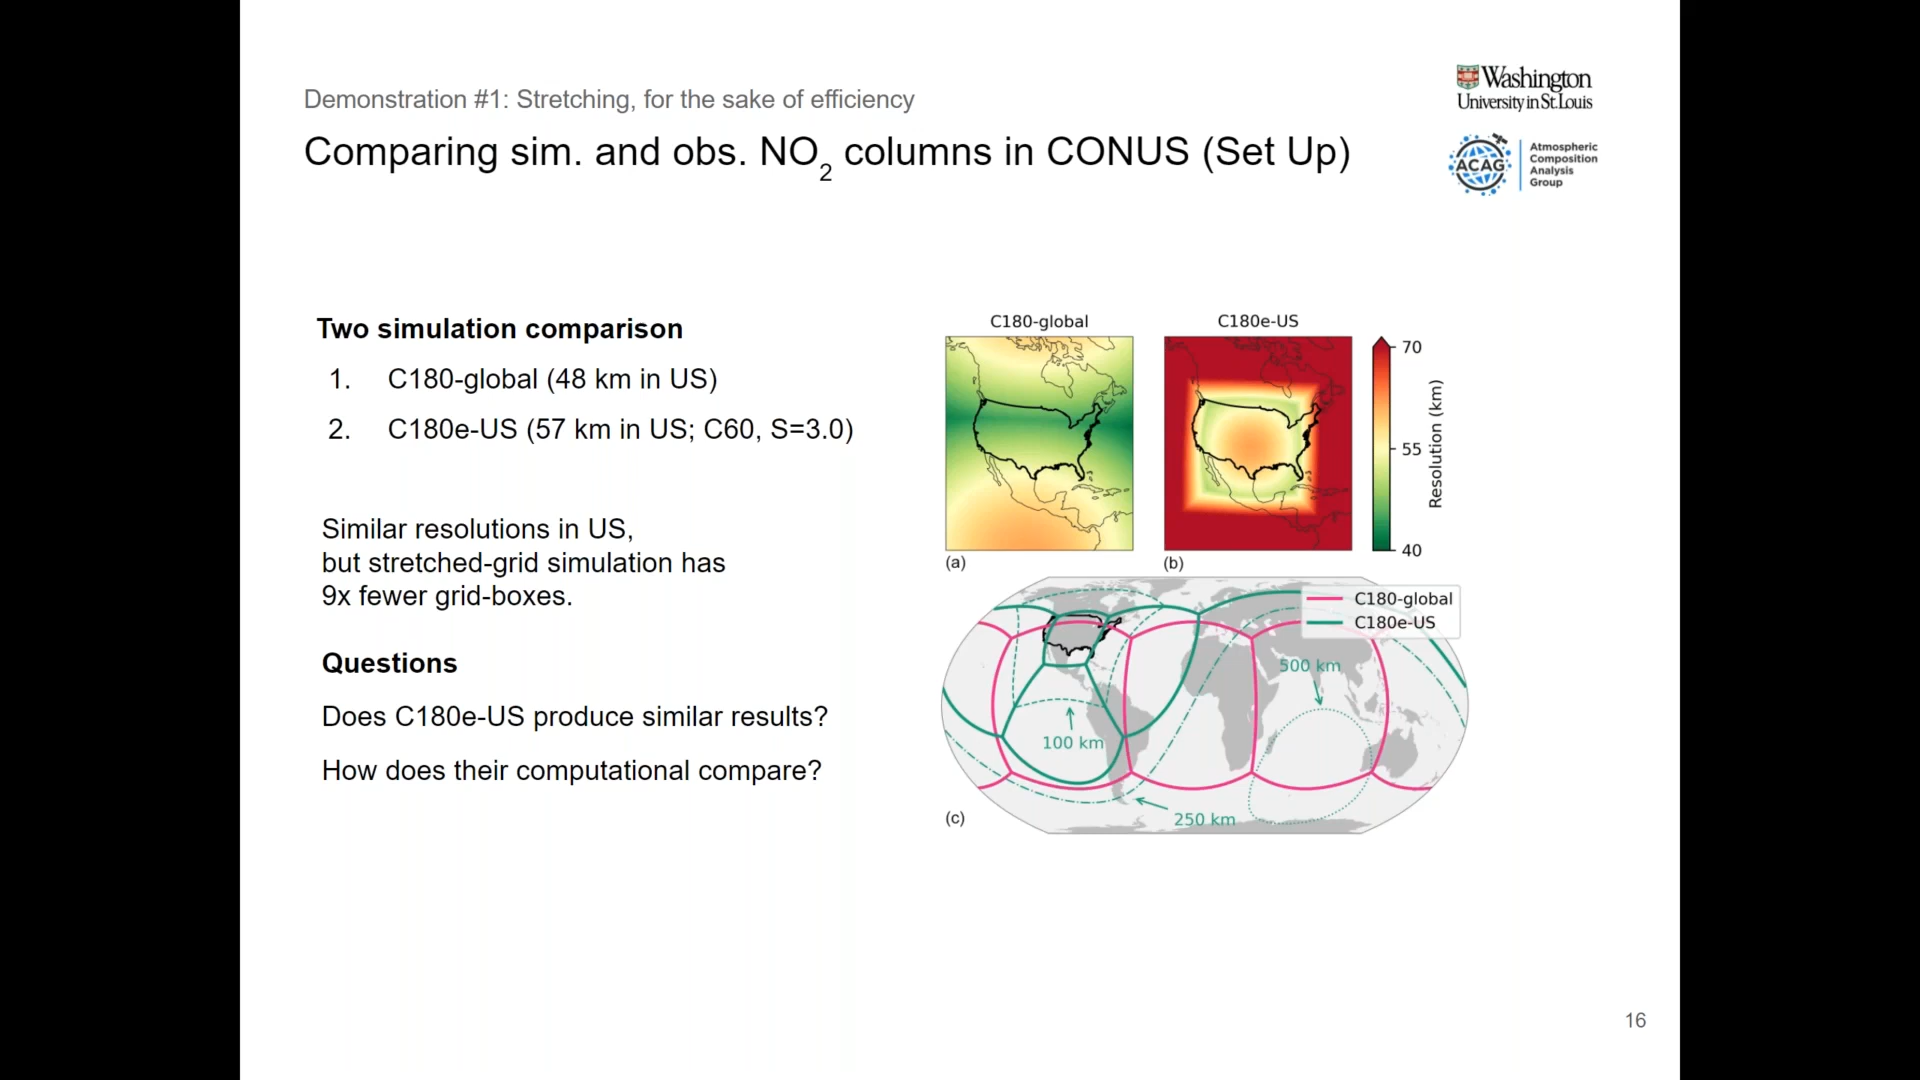 Demonstration #1: Stretching, for the sake of efficiency
Comparing sim. and obs. NO2 columns in CONUS (Set Up)
Washington
University in St. Louis
ACAG
Atmospheric
Composition
Analysis
Group
Two simulation comparison
1. C180-global (48 km in US)
2. C180e-US (57 km in US; C60, S=3.0)
Similar resolutions in US,
but stretched-grid simulation has
9x fewer grid-boxes.
Questions
Does C180e-US produce similar results?
How does their computational compare?
C180-global
C180e-US
70
55
40
Resolution (km)
(a)
(b)
C180-global
C180e-US
500 km
100 km
250 km
(c)
16